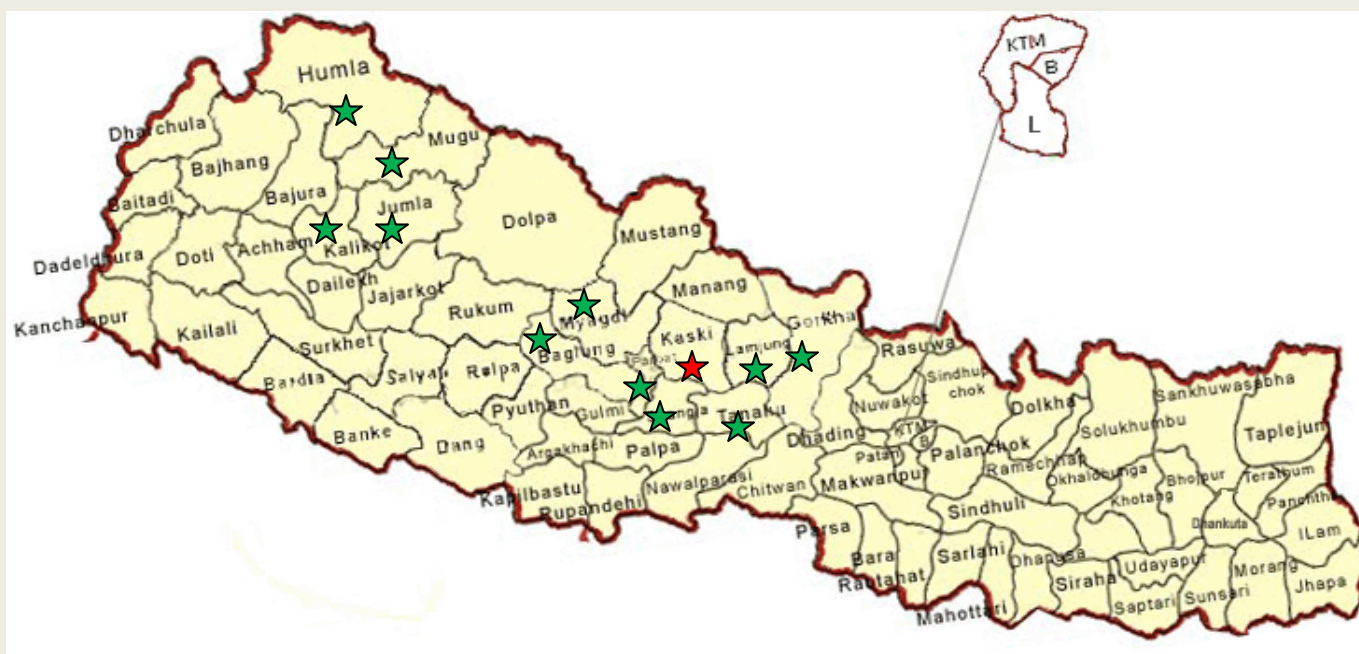 KTM
B
L
Humla
Dharchula
Mugu
Bajhang
Bajura
Baitadi
Jumla
Dolpa
Mustang
Achham
Kalikot
Doti
Dadeldhura
Dailekh
Jajarkot
Manang
Rukum
Myagdi
Gorkha
Kanchanpur
Kailali
Surkhet
Kaski
Lamjung
Baglung
Rasuwa
Sindhup
chok
Rolpa
Salyan
Bardia
Nuwakot
Dolkha
Sankhuwasabha
Pyuthan
Gulmi
Tanahu
Solukhumbu
Taplejun
Banke
Dang
Dhading
KTM
B
Palanchok
Patan
Argakhachi
Palpa
Ramechhap
Okhaldhunga
Bhojpur
Terathum
Kapilbastu
Nawalparasi
Chitwan
Makwanpur
Khotang
Panchthar
Rupandehi
Sindhuli
Dhankuta
ILam
Parsa
Bara
Sarlahi
Dhanusa
Udayapur
Morang
Rautahat
Siraha
Jhapa
Mahottari
Saptari
Sunsari